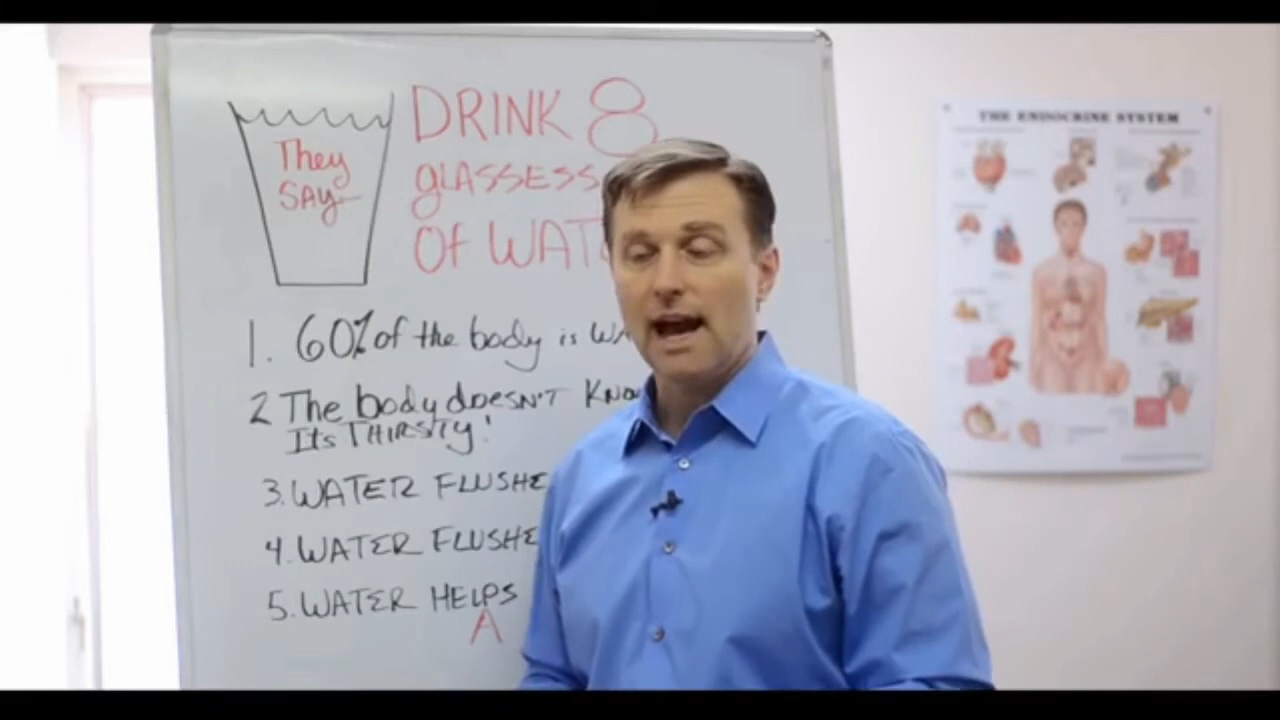 They
SAY-
DRINK 8
glassess
Of WAT
1. 60% of the body is WA
2 The body doesn't Know
Its THIRSTY!
3. WATER FLUSHE
4. WATER FLUSHE
5. WATER HELPS
A
THE ENDOCRINE SYSTEM